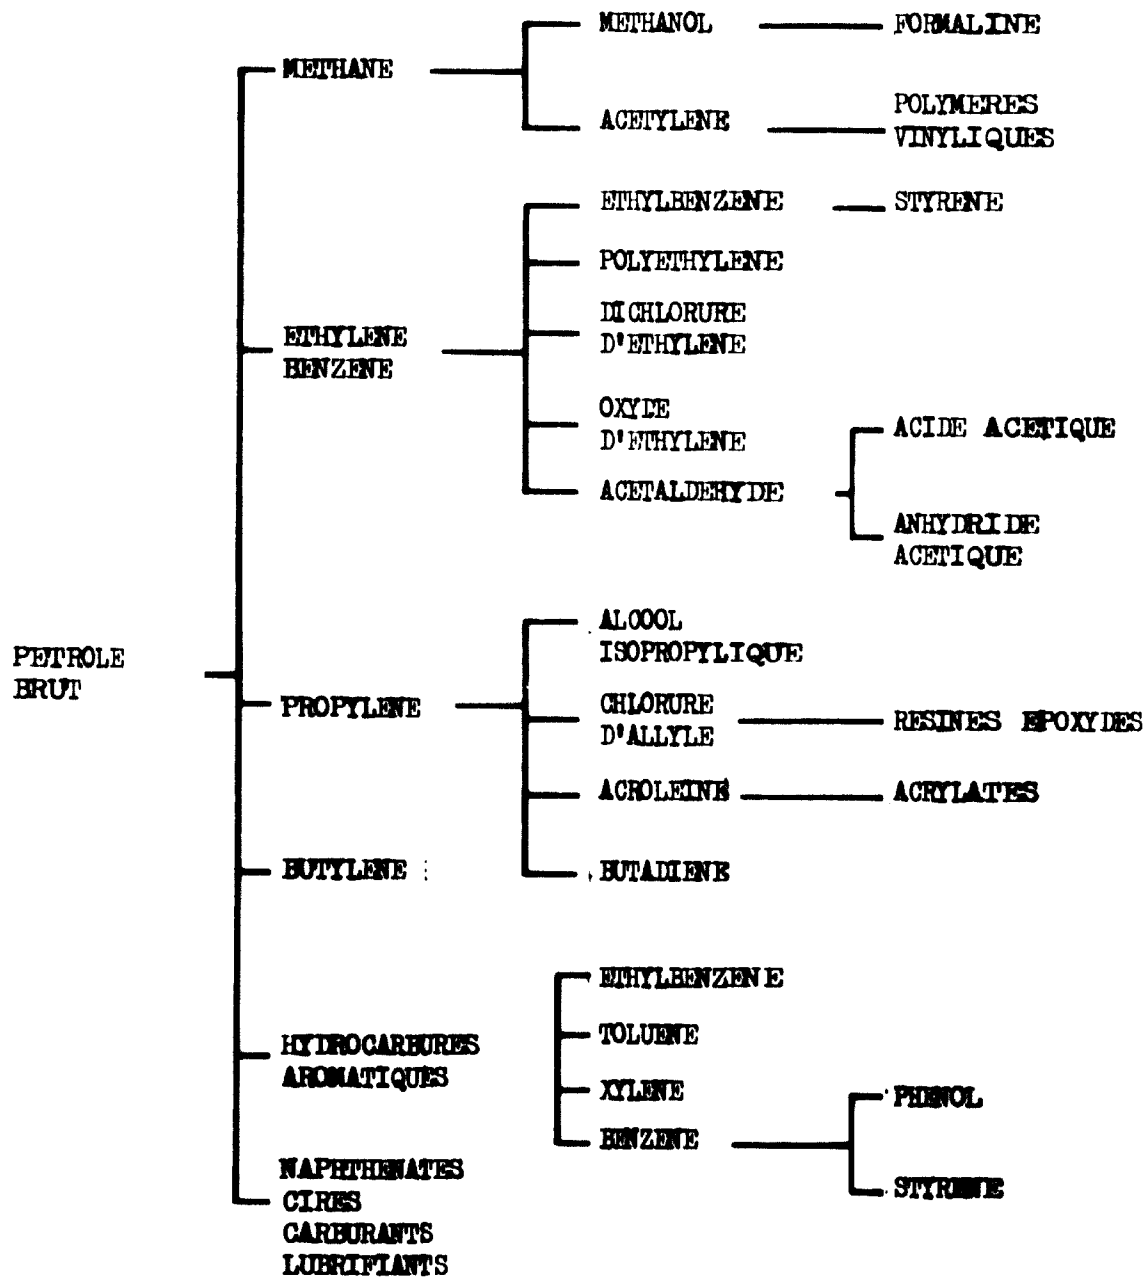 METHANOL
FORMALINE
METHANE
ACETYLENE
POLYMERES
VINYLIQUES
ETHYLBENZENE
STYRENE
POLYETHYLENE
ETHYLENE
BENZENE
DICHLORURE
D'ETHYLENE
OXYDE
D'ETHYLENE
ACETALDEHYDE
ACIDE ACETIQUE
ANHYDRIDE
ACETIQUE
PETROLE
BRUT
PROPYLENE
ALCOOL
ISOPROPYLIQUE
CHLORURE
D'ALLYLE
RESINES EPOXYDES
ACROLEINE
ACRYLATES
BUTYLENE
BUTADIENE
HYDROCARBURES
AROMATIQUES
ETHYLBENZENE
TOLUENE
XYLENE
BENZENE
PHENOL
STYRENE
NAPHTHENATES
CIRES
CARBURANTS
LUBRIFIANTS